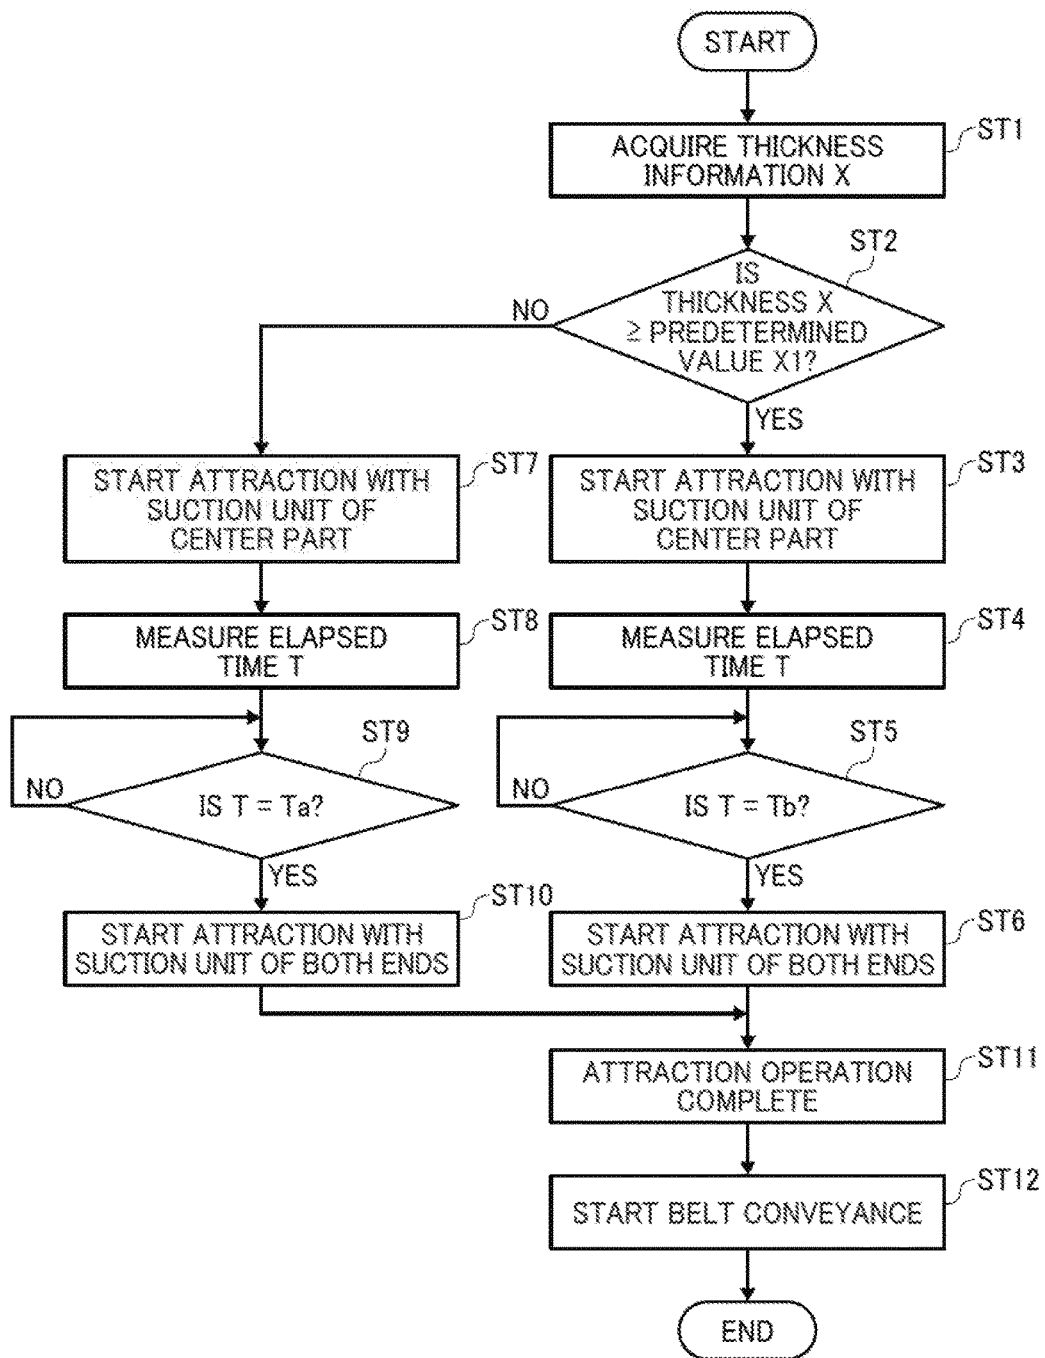 START
ST1
ACQUIRE THICKNESS
INFORMATION X
ST2
IS
THICKNESS X
≥ PREDETERMINED
VALUE X1?
NO
YES
ST7
START ATTRACTION WITH
SUCTION UNIT OF
CENTER PART
ST3
START ATTRACTION WITH
SUCTION UNIT OF
CENTER PART
ST8
MEASURE ELAPSED
TIME T
ST4
MEASURE ELAPSED
TIME T
ST9
IS T = Ta?
NO
YES
ST5
IS T = Tb?
NO
YES
ST10
START ATTRACTION WITH
SUCTION UNIT OF BOTH ENDS
ST6
START ATTRACTION WITH
SUCTION UNIT OF BOTH ENDS
ST11
ATTRACTION OPERATION
COMPLETE
ST12
START BELT CONVEYANCE
END